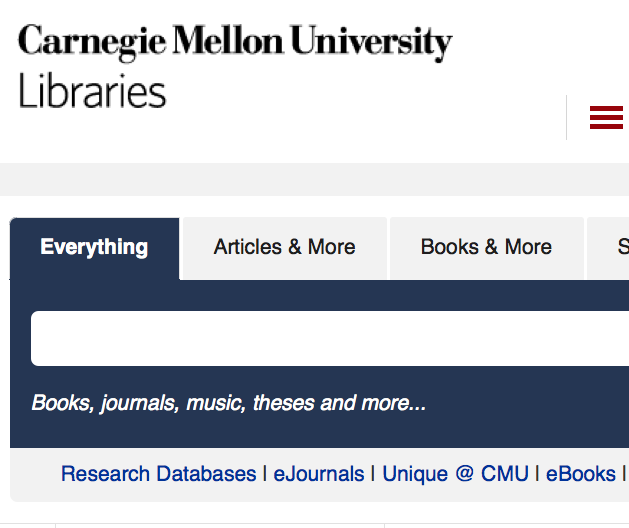 Carnegie Mellon University
Libraries
Everything Articles & More Books & More S
Books, journals, music, theses and more...
Research Databases | eJournals | Unique @ CMU | eBooks |